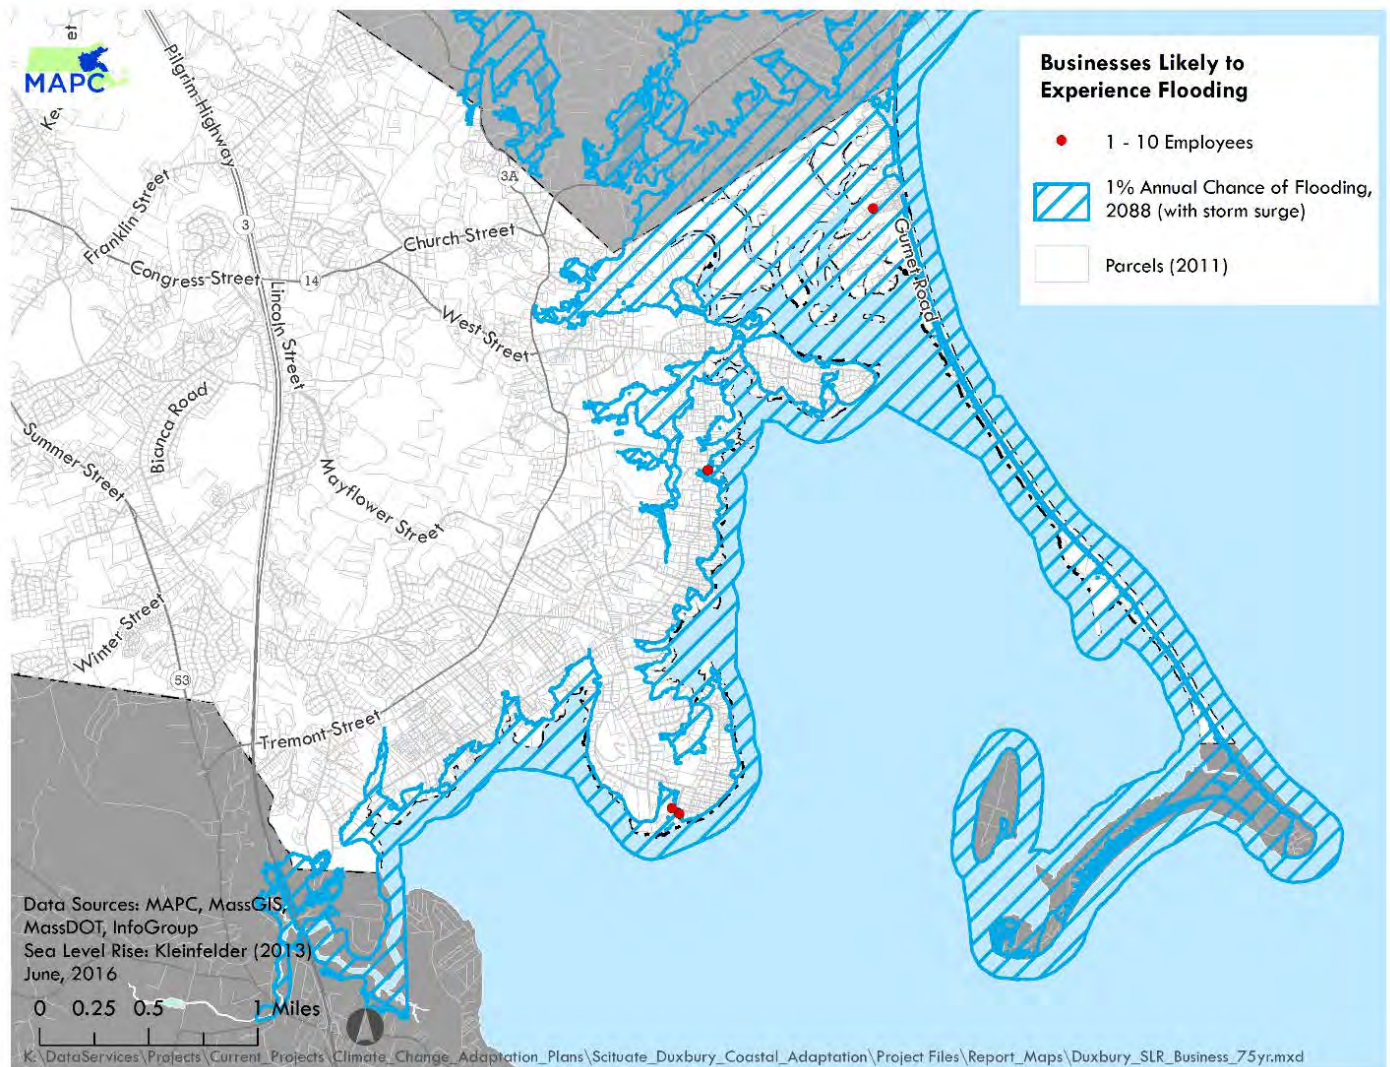 et
MAPC
Ke
Pilgrim-Highway
Franklin Street
3
3A
Church-Street
Congress-Street
14
Lincoln Street
West-Street
Gurnet Road
Bianca Road
Summer-Street
Mayflower Street
Winter Street
53
Tremont-Street
Businesses Likely to
Experience Flooding
1 - 10 Employees
1% Annual Chance of Flooding,
2088 (with storm surge)
Parcels (2011)
Data Sources: MAPC, MassGIS,
MassDOT, InfoGroup
Sea Level Rise: Kleinfelder (2013)
June, 2016
0 0.25 0.5 1 Miles
K:\DataServices\Projects\Current_Projects\Climate_Change_Adaptation_Plans\Scituate_Duxbury_Coastal_Adaptation\Project Files\Report_Maps\Duxbury_SLR_Business_75yr.mxd